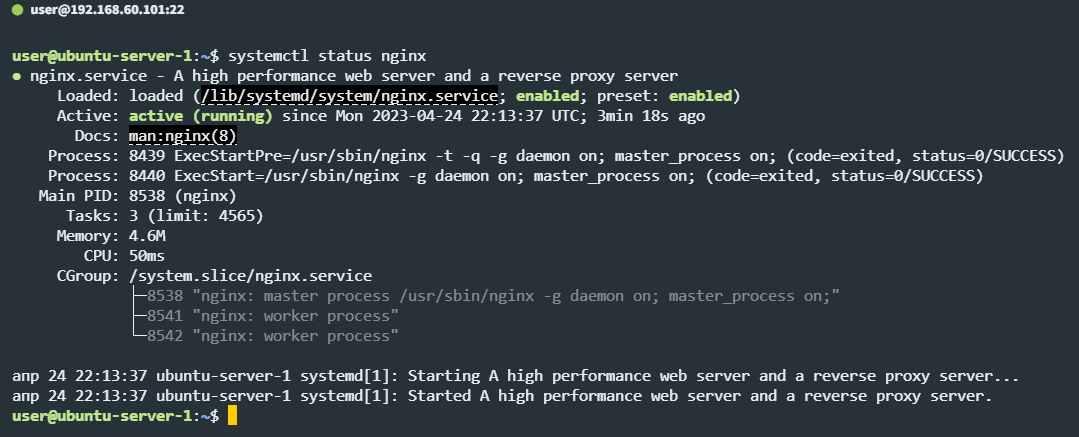 user@192.168.60.101:22
user@ubuntu-server-1:~$ systemctl status nginx
● nginx.service - A high performance web server and a reverse proxy server
Loaded: loaded (/lib/systemd/system/nginx.service; enabled; preset: enabled)
Active: active (running) since Mon 2023-04-24 22:13:37 UTC; 3min 18s ago
Docs: man:nginx(8)
Process: 8439 ExecStartPre=/usr/sbin/nginx -t -q -g daemon on; master_process on; (code=exited, status=0/SUCCESS)
Process: 8440 ExecStart=/usr/sbin/nginx -g daemon on; master_process on; (code=exited, status=0/SUCCESS)
Main PID: 8538 (nginx)
Tasks: 3 (limit: 4565)
Memory: 4.6M
CPU: 50ms
CGroup: /system.slice/nginx.service
├─8538 "nginx: master process /usr/sbin/nginx -g daemon on; master_process on;"
├─8541 "nginx: worker process"
└─8542 "nginx: worker process"
апр 24 22:13:37 ubuntu-server-1 systemd[1]: Starting A high performance web server and a reverse proxy server...
апр 24 22:13:37 ubuntu-server-1 systemd[1]: Started A high performance web server and a reverse proxy server.
user@ubuntu-server-1:~$